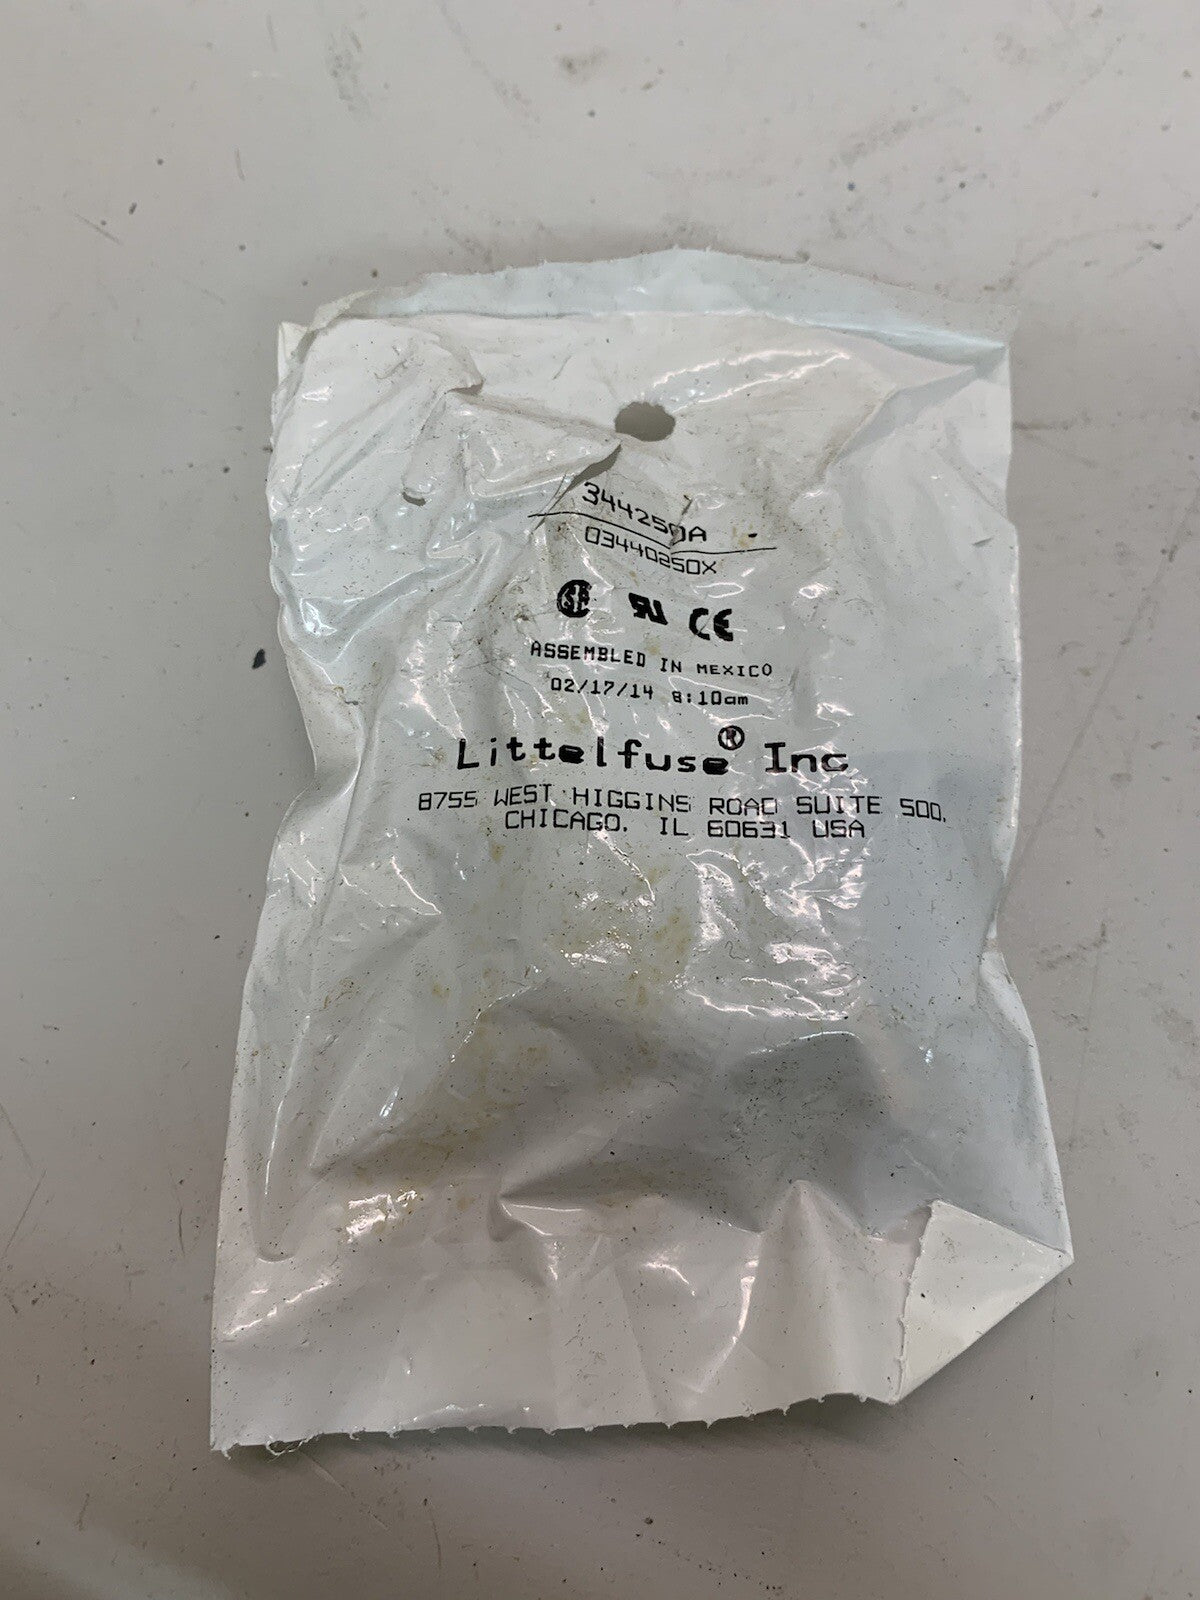 344250A
03440250X
ASSEMBLED IN MEXICO
02/17/14 8:10am
Littelfuse® Inc
8755 WEST HIGGINS ROAD SUITE 500,
CHICAGO, IL 60631 USA